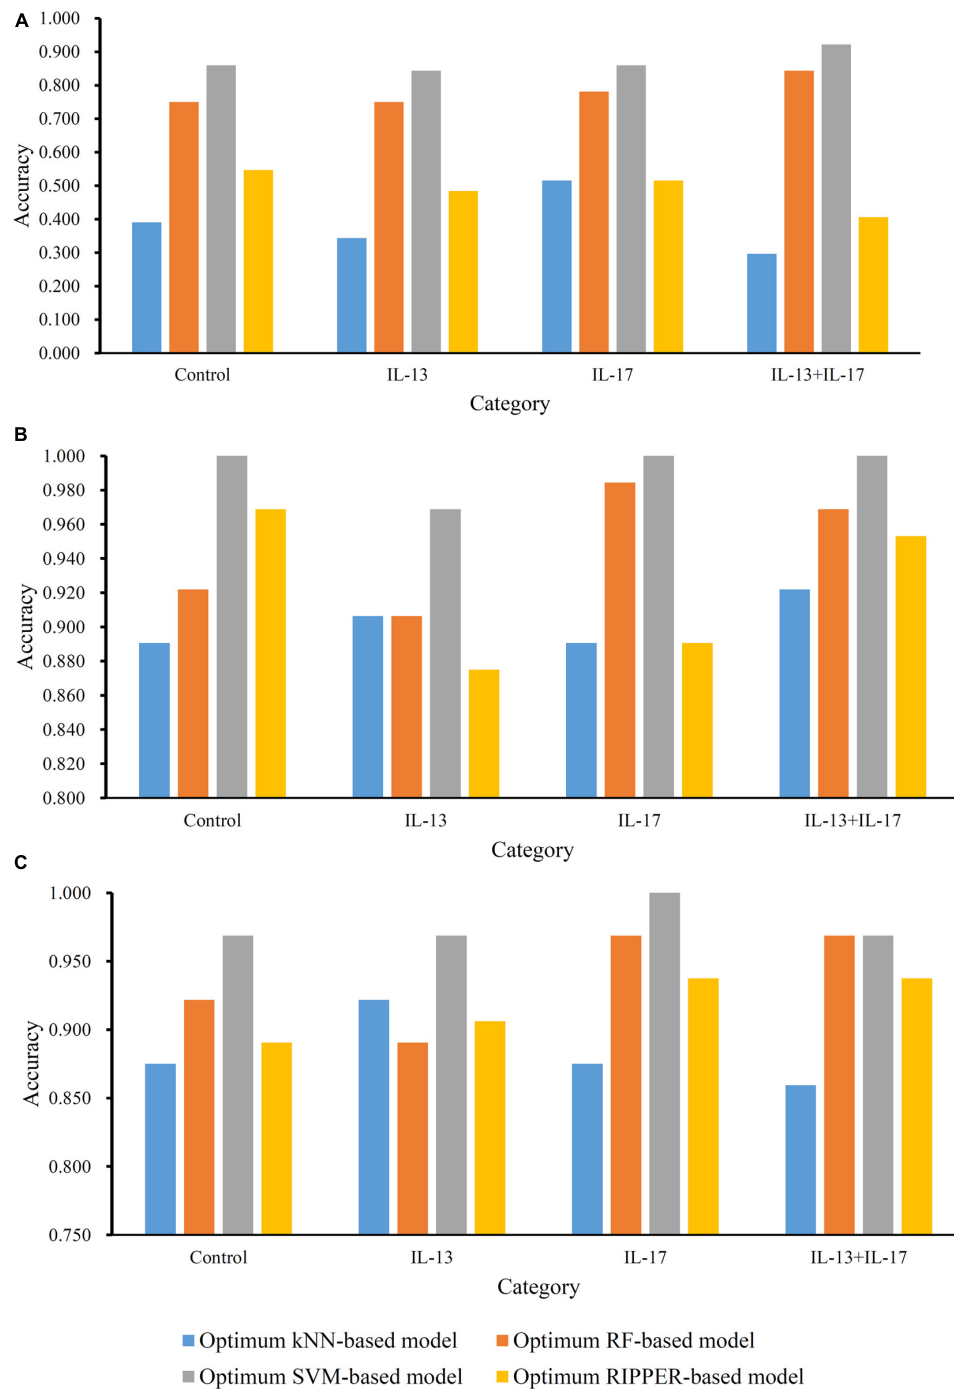 A
1.000
0.900
0.800
0.700
0.600
0.500
0.400
0.300
0.200
0.100
0.000
Accuracy
Control IL-13 IL-17 IL-13+IL-17
Category
B
1.000
0.980
0.960
0.940
0.920
0.900
0.880
0.860
0.840
0.820
0.800
Accuracy
Control IL-13 IL-17 IL-13+IL-17
Category
C
1.000
0.950
0.900
0.850
0.800
0.750
Accuracy
Control IL-13 IL-17 IL-13+IL-17
Category
Optimum kNN-based model Optimum RF-based model
Optimum SVM-based model Optimum RIPPER-based model